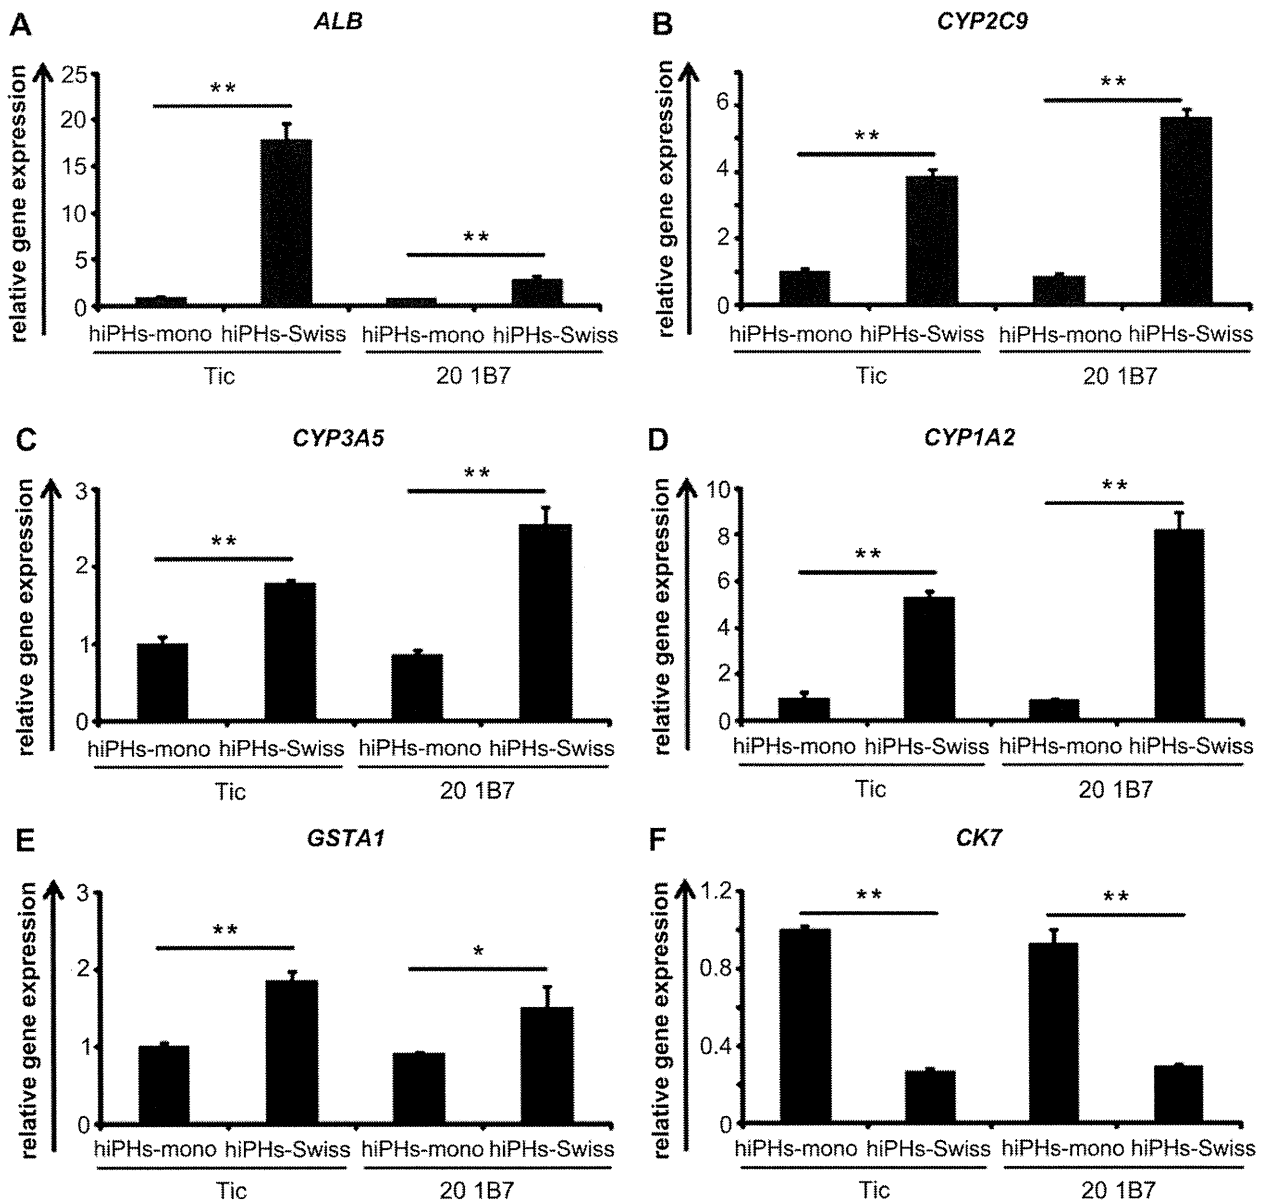 A
ALB
relative gene expression
25
20
15
10
5
0
**
**
hiPHs-mono hiPHs-Swiss hiPHs-mono hiPHs-Swiss
Tic
20 1B7
B
CYP2C9
relative gene expression
6
4
2
0
**
**
hiPHs-mono hiPHs-Swiss hiPHs-mono hiPHs-Swiss
Tic
20 1B7
C
CYP3A5
relative gene expression
3
2
1
0
**
**
hiPHs-mono hiPHs-Swiss hiPHs-mono hiPHs-Swiss
Tic
20 1B7
D
CYP1A2
relative gene expression
10
8
6
4
2
0
**
**
hiPHs-mono hiPHs-Swiss hiPHs-mono hiPHs-Swiss
Tic
20 1B7
E
GSTA1
relative gene expression
3
2
1
0
**
*
hiPHs-mono hiPHs-Swiss hiPHs-mono hiPHs-Swiss
Tic
20 1B7
F
CK7
relative gene expression
1.2
0.8
0.4
0
**
**
hiPHs-mono hiPHs-Swiss hiPHs-mono hiPHs-Swiss
Tic
20 1B7